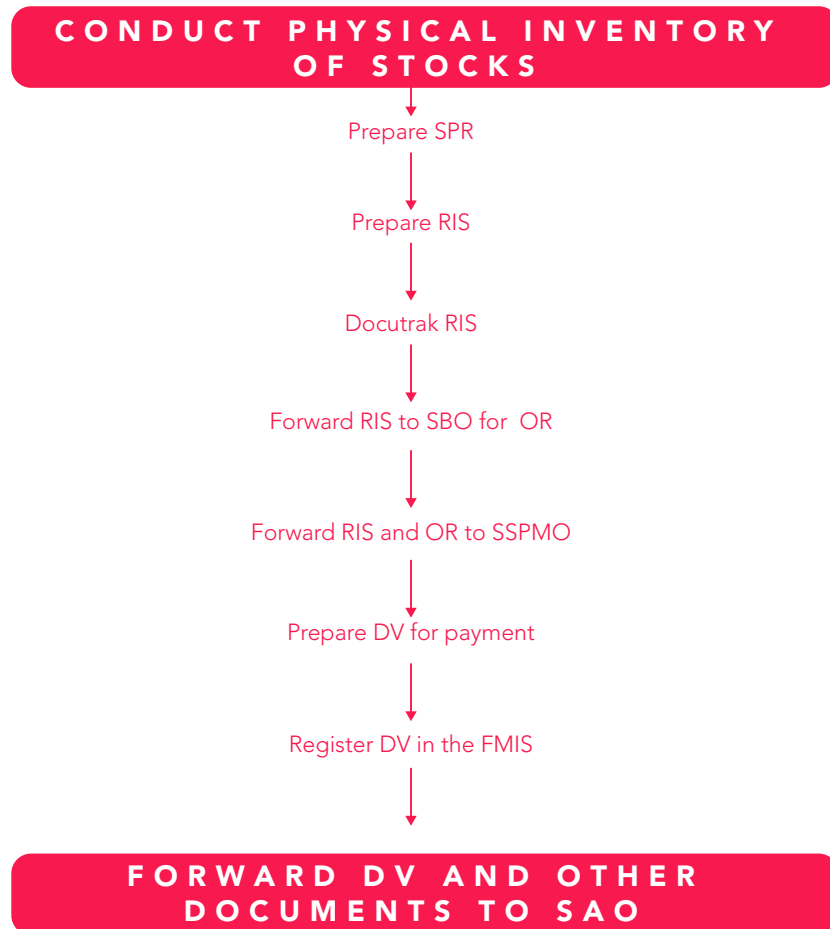 CONDUCT PHYSICAL INVENTORY
OF STOCKS
Prepare SPR
Prepare RIS
Docutrak RIS
Forward RIS to SBO for OR
Forward RIS and OR to SSPMO
Prepare DV for payment
Register DV in the FMIS
FORWARD DV AND OTHER
DOCUMENTS TO SAO